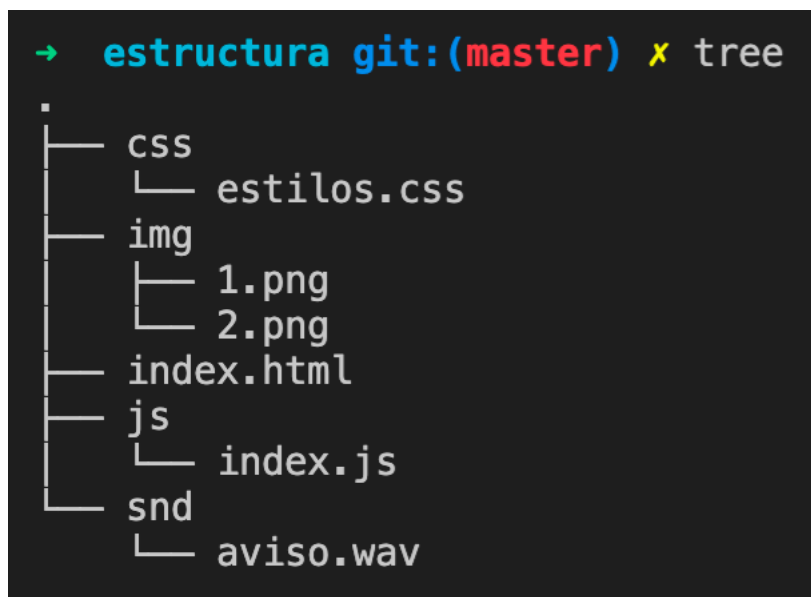 ➜ estructura git:(master) ✗ tree
.
├── css
│   └── estilos.css
├── img
│   ├── 1.png
│   └── 2.png
├── index.html
├── js
│   └── index.js
└── snd
    └── aviso.wav